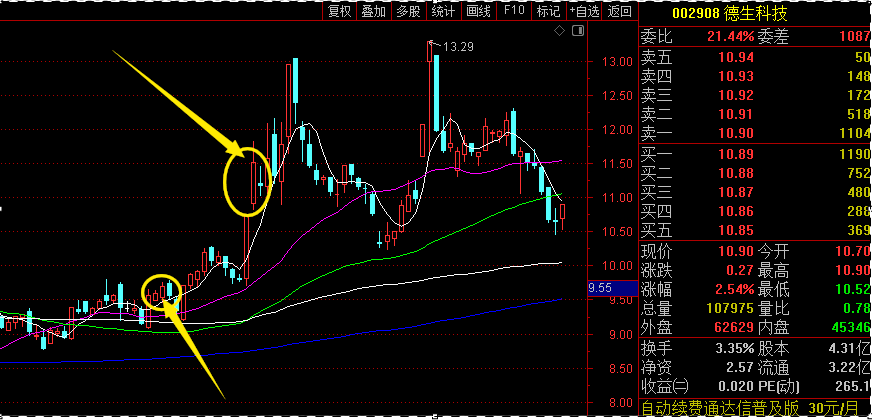 复权 叠加 多股 统计 画线 F10 标记 +自选 返回
13.29
13.00
12.00
11.50
11.00
10.50
10.00
9.55
9.50
9.00
8.50
8.00
002908 德生科技
委比 21.44% 委差 1087
卖五 10.94 50
卖四 10.93 148
卖三 10.92 172
卖二 10.91 518
卖一 10.90 1104
买一 10.89 1190
买二 10.88 752
买三 10.87 480
买四 10.86 288
买五 10.85 369
现价 10.90 今开 10.70
涨跌 0.27 最高 10.90
涨幅 2.54% 最低 10.52
总量 107975 量比 0.78
外盘 62629 内盘 45346
换手 3.35% 股本 4.31亿
净资 2.57 流通 3.22亿
收益㈡ 0.020 PE(动) 265.1
自动续费通达信普及版 30元/月